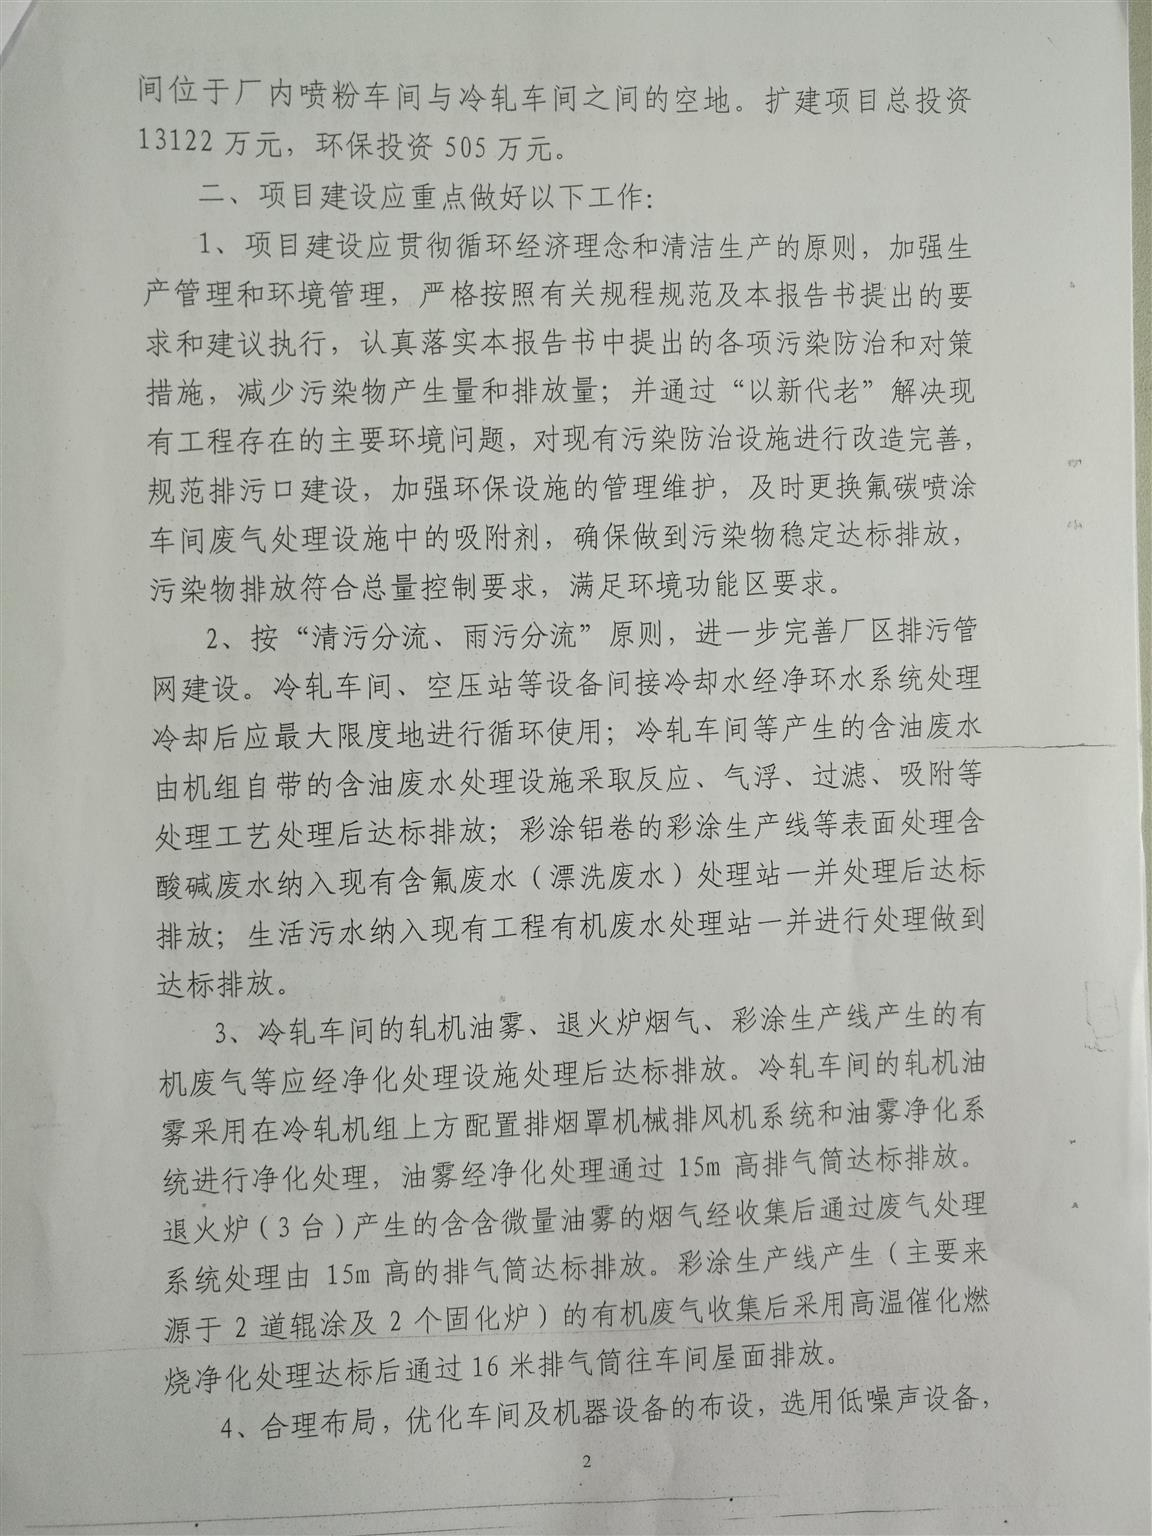 间位于厂内喷粉车间与冷轧车间之间的空地。扩建项目总投资
13122 万元，环保投资 505 万元。
二、项目建设应重点做好以下工作：
1、项目建设应贯彻循环经济理念和清洁生产的原则，加强生
产管理和环境管理，严格按照有关规程规范及本报告书提出的要
求和建议执行，认真落实本报告书中提出的各项污染防治和对策
措施，减少污染物产生量和排放量；并通过“以新代老”解决现
有工程存在的主要环境问题，对现有污染防治设施进行改造完善，
规范排污口建设，加强环保设施的管理维护，及时更换氟碳喷涂
车间废气处理设施中的吸附剂，确保做到污染物稳定达标排放，
污染物排放符合总量控制要求，满足环境功能区要求。
2、按“清污分流、雨污分流”原则，进一步完善厂区排污管
网建设。冷轧车间、空压站等设备间接冷却水经净环水系统处理
冷却后应最大限度地进行循环使用；冷轧车间等产生的含油废水
由机组自带的含油废水处理设施采取反应、气浮、过滤、吸附等
处理工艺处理后达标排放；彩涂铝卷的彩涂生产线等表面处理含
酸碱废水纳入现有含氟废水（漂洗废水）处理站一并处理后达标
排放；生活污水纳入现有工程有机废水处理站一并进行处理做到
达标排放。
3、冷轧车间的轧机油雾、退火炉烟气、彩涂生产线产生的有
机废气等应经净化处理设施处理后达标排放。冷轧车间的轧机油
雾采用在冷轧机组上方配置排烟罩机械排风机系统和油雾净化系
统进行净化处理，油雾经净化处理通过 15m 高排气筒达标排放。
退火炉（3 台）产生的含含微量油雾的烟气经收集后通过废气处理
系统处理由 15m 高的排气筒达标排放。彩涂生产线产生（主要来
源于 2 道辊涂及 2 个固化炉）的有机废气收集后采用高温催化燃
烧净化处理达标后通过 16 米排气筒往车间屋面排放。
4、合理布局，优化车间及机器设备的布设，选用低噪声设备，
2